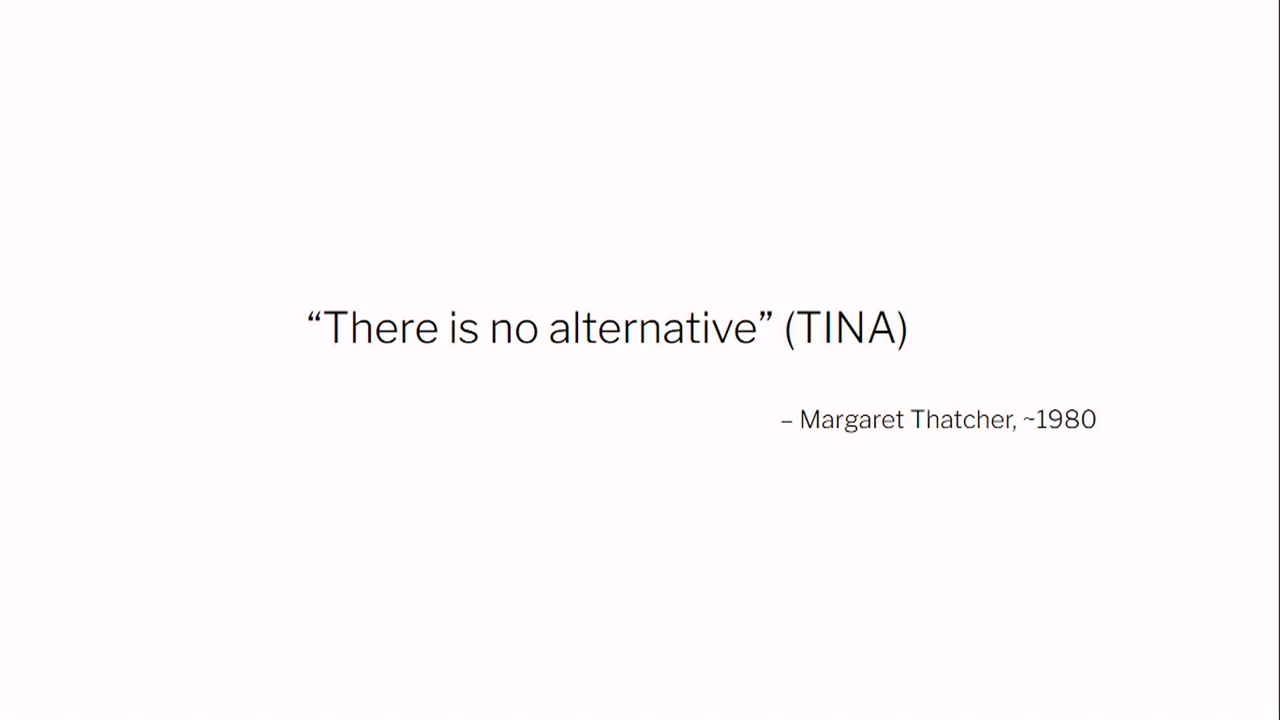 “There is no alternative” (TINA)
– Margaret Thatcher, ~1980